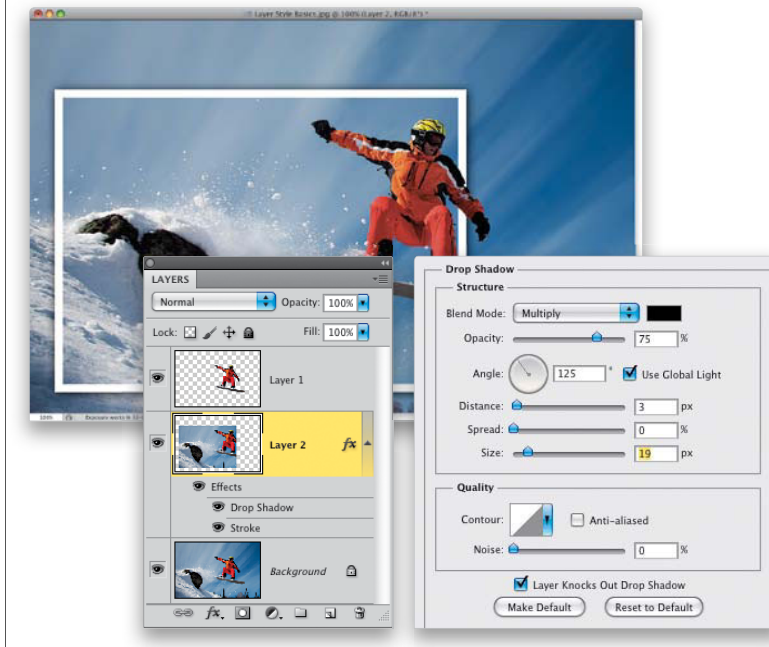 Layer Style Basics.jpg @ 100% (Layer 2, RGB/8*) *
100%
LAYERS
Normal
Opacity: 100%
Lock:
Fill: 100%
Layer 1
Layer 2
fx
Effects
Drop Shadow
Stroke
Background
fx.
Drop Shadow
Structure
Blend Mode: Multiply
Opacity: 75 %
Angle: 125 °
Use Global Light
Distance: 3 px
Spread: 0 %
Size: 19 px
Quality
Contour:
Anti-aliased
Noise: 0 %
Layer Knocks Out Drop Shadow
Make Default
Reset to Default